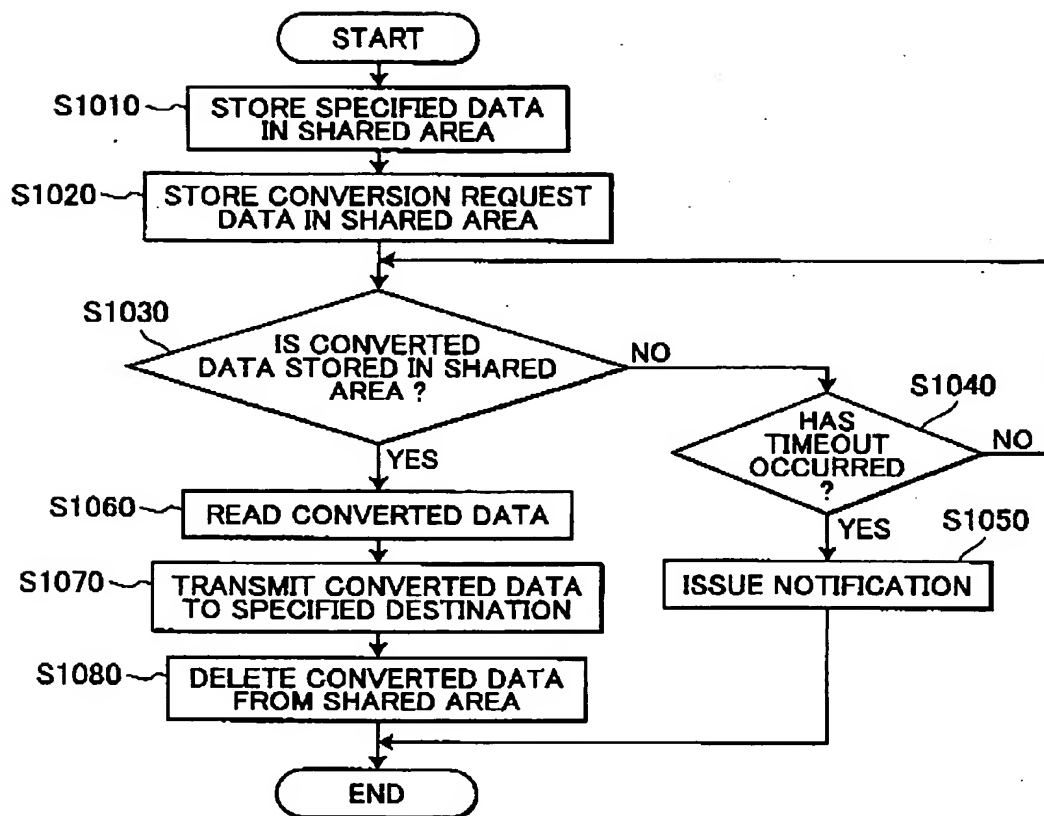 START
S1010
STORE SPECIFIED DATA
IN SHARED AREA
S1020
STORE CONVERSION REQUEST
DATA IN SHARED AREA
S1030
IS CONVERTED
DATA STORED IN SHARED
AREA ?
NO
YES
S1040
HAS
TIMEOUT
OCCURRED
?
NO
YES
S1050
ISSUE NOTIFICATION
S1060
READ CONVERTED DATA
S1070
TRANSMIT CONVERTED DATA
TO SPECIFIED DESTINATION
S1080
DELETE CONVERTED DATA
FROM SHARED AREA
END